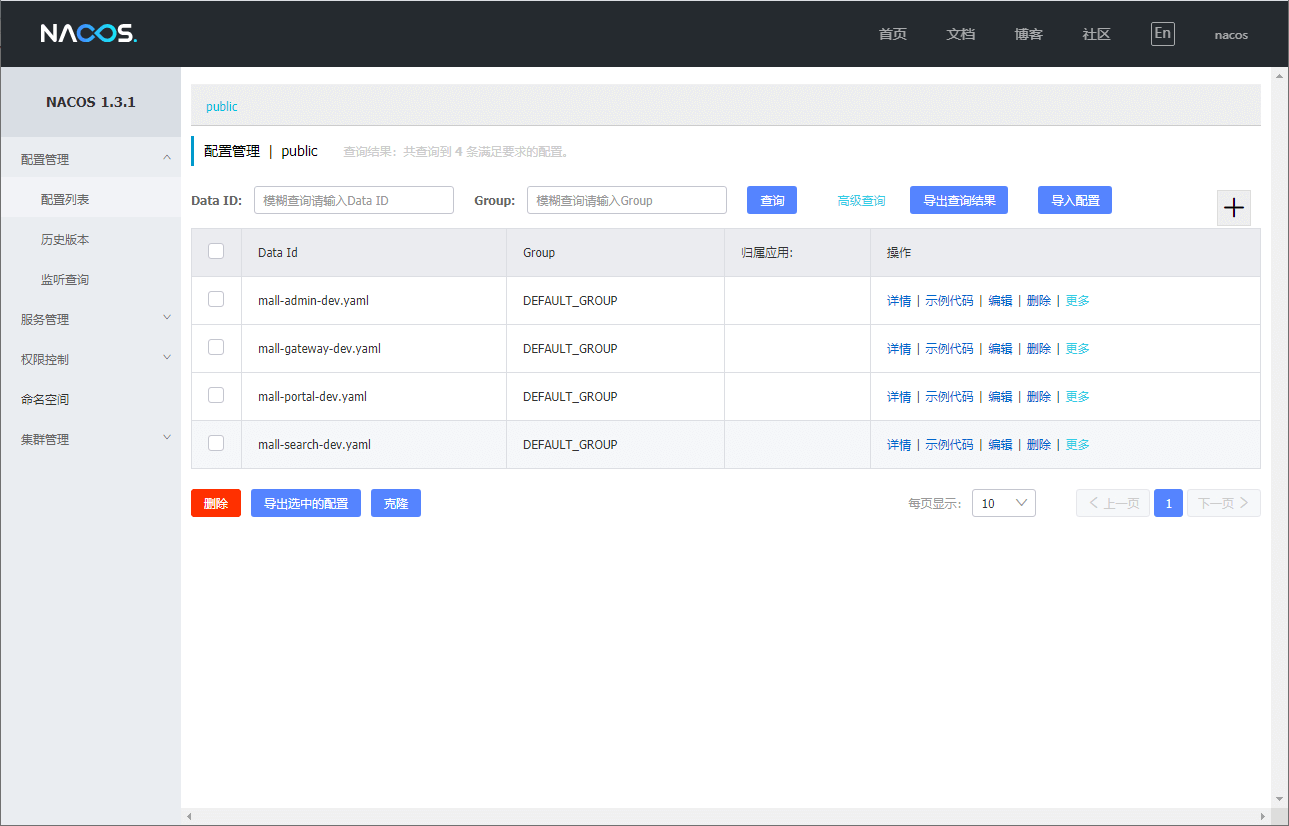 NACOS. 首页 文档 博客 社区 En nacos
NACOS 1.3.1
配置管理
配置列表
历史版本
监听查询
服务管理
权限控制
命名空间
集群管理
public
配置管理 | public 查询结果：共查询到 4 条满足要求的配置。
Data ID: 模糊查询请输入Data ID Group: 模糊查询请输入Group 查询 高级查询 导出查询结果 导入配置
Data Id Group 归属应用: 操作
mall-admin-dev.yaml DEFAULT_GROUP 详情 | 示例代码 | 编辑 | 删除 | 更多
mall-gateway-dev.yaml DEFAULT_GROUP 详情 | 示例代码 | 编辑 | 删除 | 更多
mall-portal-dev.yaml DEFAULT_GROUP 详情 | 示例代码 | 编辑 | 删除 | 更多
mall-search-dev.yaml DEFAULT_GROUP 详情 | 示例代码 | 编辑 | 删除 | 更多
删除 导出选中的配置 克隆 每页显示: 10 上一页 1 下一页